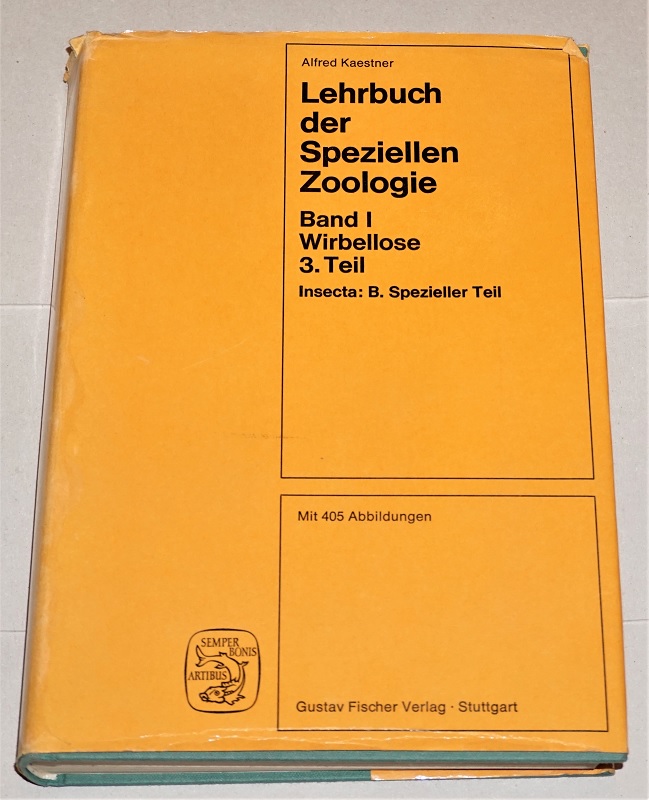 Alfred Kaestner
Lehrbuch
der
Speziellen
Zoologie
Band I
Wirbellose
3. Teil
Insecta: B. Spezieller Teil
Mit 405 Abbildungen
SEMPER
BONIS
ARTIBUS
Gustav Fischer Verlag · Stuttgart